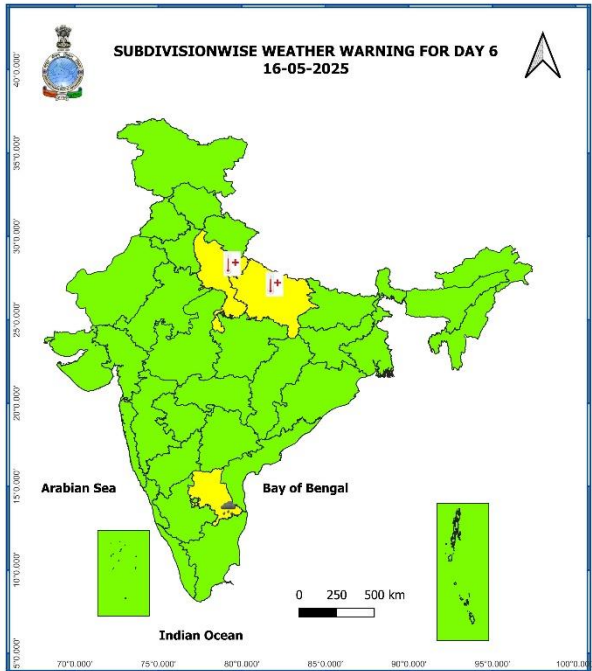 SUBDIVISIONWISE WEATHER WARNING FOR DAY 6
16-05-2025
40°0.000'
35°0.000'
30°0.000'
25°0.000'
20°0.000'
15°0.000'
10°0.000'
5°0.000'
Arabian Sea
Bay of Bengal
0 250 500 km
Indian Ocean
70°0.000' 75°0.000' 80°0.000' 85°0.000' 90°0.000' 95°0.000' 100°0.0